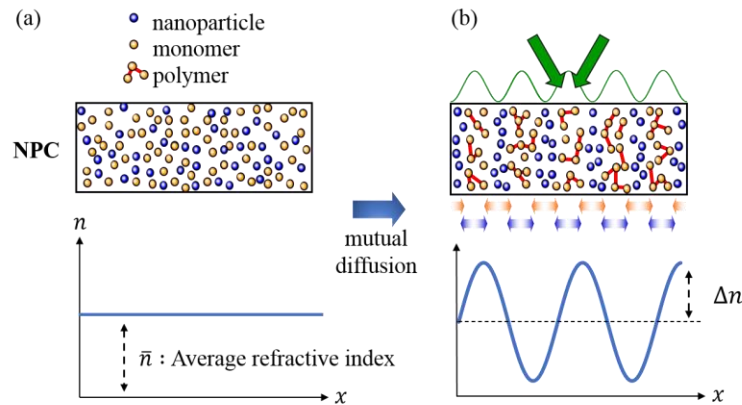 (a)
nanoparticle
monomer
polymer
NPC
n
n̄ : Average refractive index
x
mutual
diffusion
(b)
Δn
x